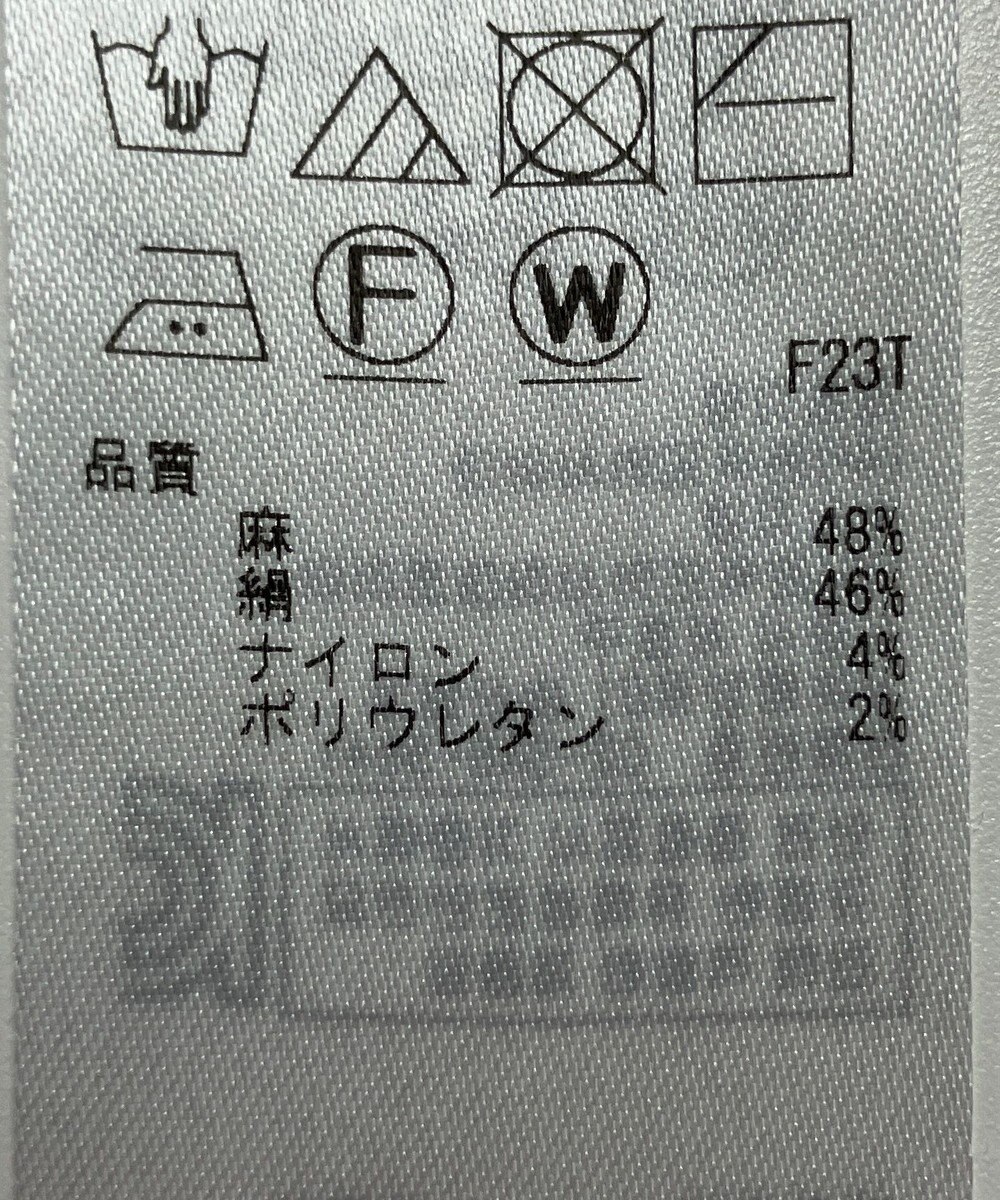 F W
F23T
品質
麻 48%
絹 46%
ナイロン 4%
ポリウレタン 2%